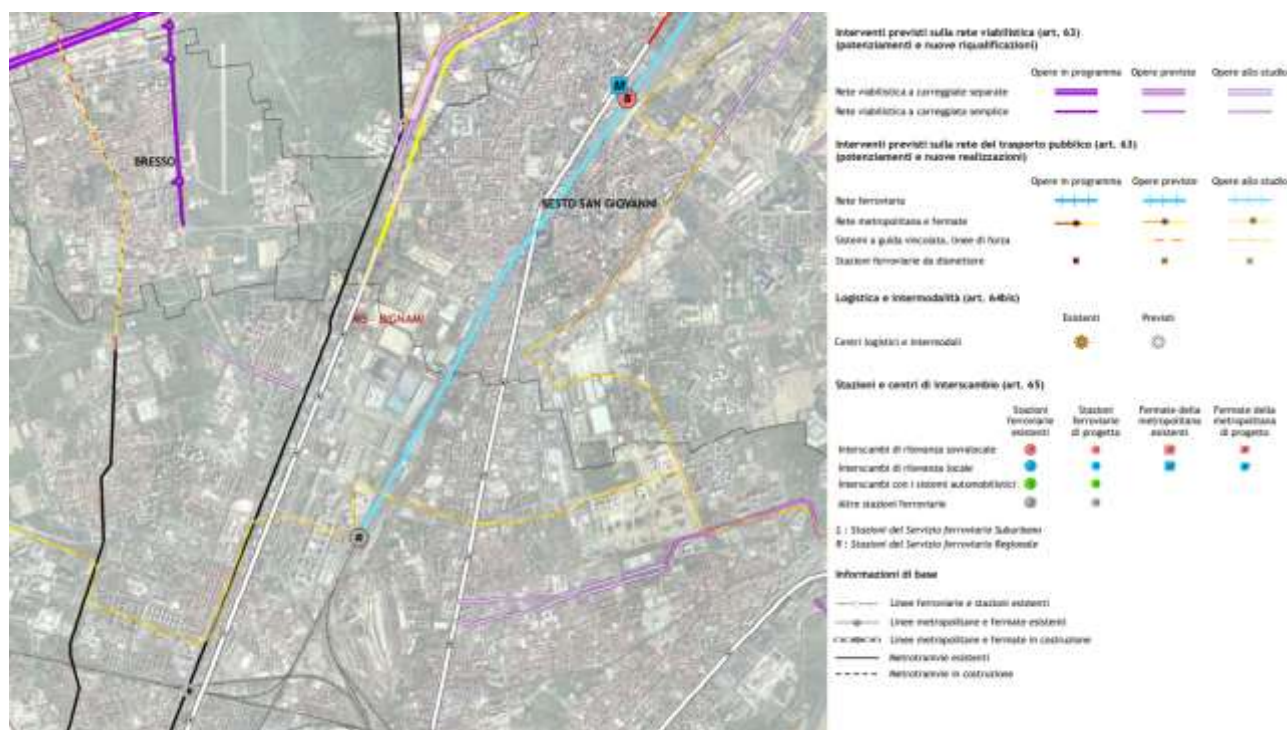 BRESSO
M
SESTO SAN GIOVANNI
M5 - BIGNAMI
Interventi previsti sulla rete viabilistica (art. 63)
(potenziamenti e nuove riqualificazioni)
Opere in programma Opere previste Opere allo studio
Rete viabilistica a carreggiate separate
Rete viabilistica a carreggiata semplice
Interventi previsti sulla rete del trasporto pubblico (art. 63)
(potenziamenti e nuove realizzazioni)
Opere in programma Opere previste Opere allo studio
Rete ferroviaria
Rete metropolitana e fermate
Sistemi a guida vincolata, linee di forza
Stazioni ferroviarie da dismettere
Logistica e intermodalità (art. 64bis)
Esistenti Previsti
Centri logistici e intermodali
Stazioni e centri di interscambio (art. 65)
Stazioni ferroviarie esistenti Stazioni ferroviarie di progetto Fermate della metropolitana esistenti Fermate della metropolitana di progetto
Interscambi di rilevanza sovralocale
Interscambi di rilevanza locale
Interscambi con i sistemi automobilistici
Altre stazioni ferroviarie
S : Stazioni del Servizio ferroviario Suburbano
R : Stazioni del Servizio ferroviario Regionale
Informazioni di base
Linee ferroviarie e stazioni esistenti
Linee metropolitane e fermate esistenti
Linee metropolitane e fermate in costruzione
Metrotramvie esistenti
Metrotramvie in costruzione